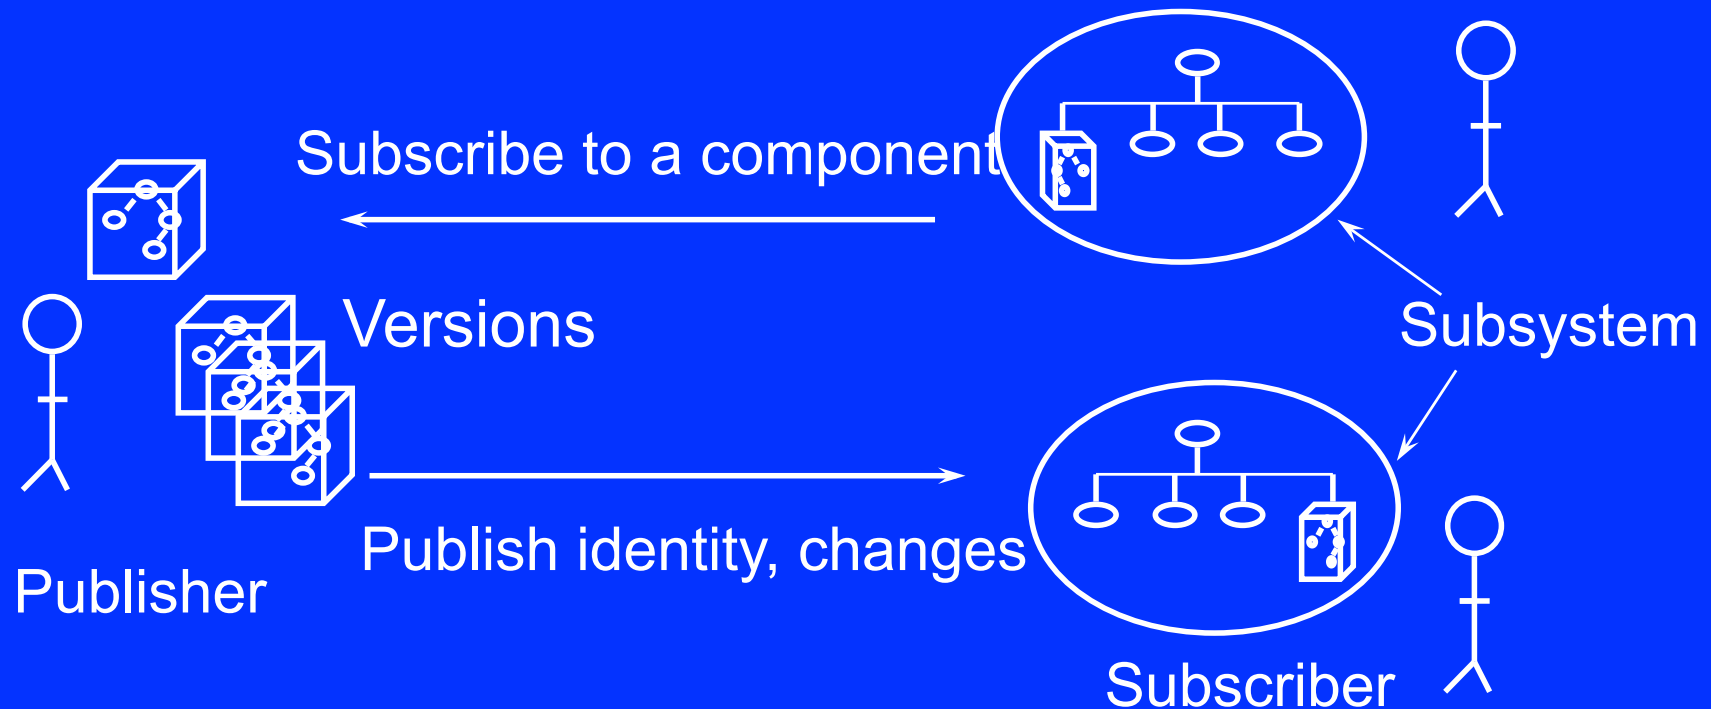 Subscribe to a component
Versions
Subsystem
Publish identity, changes
Publisher
Subscriber